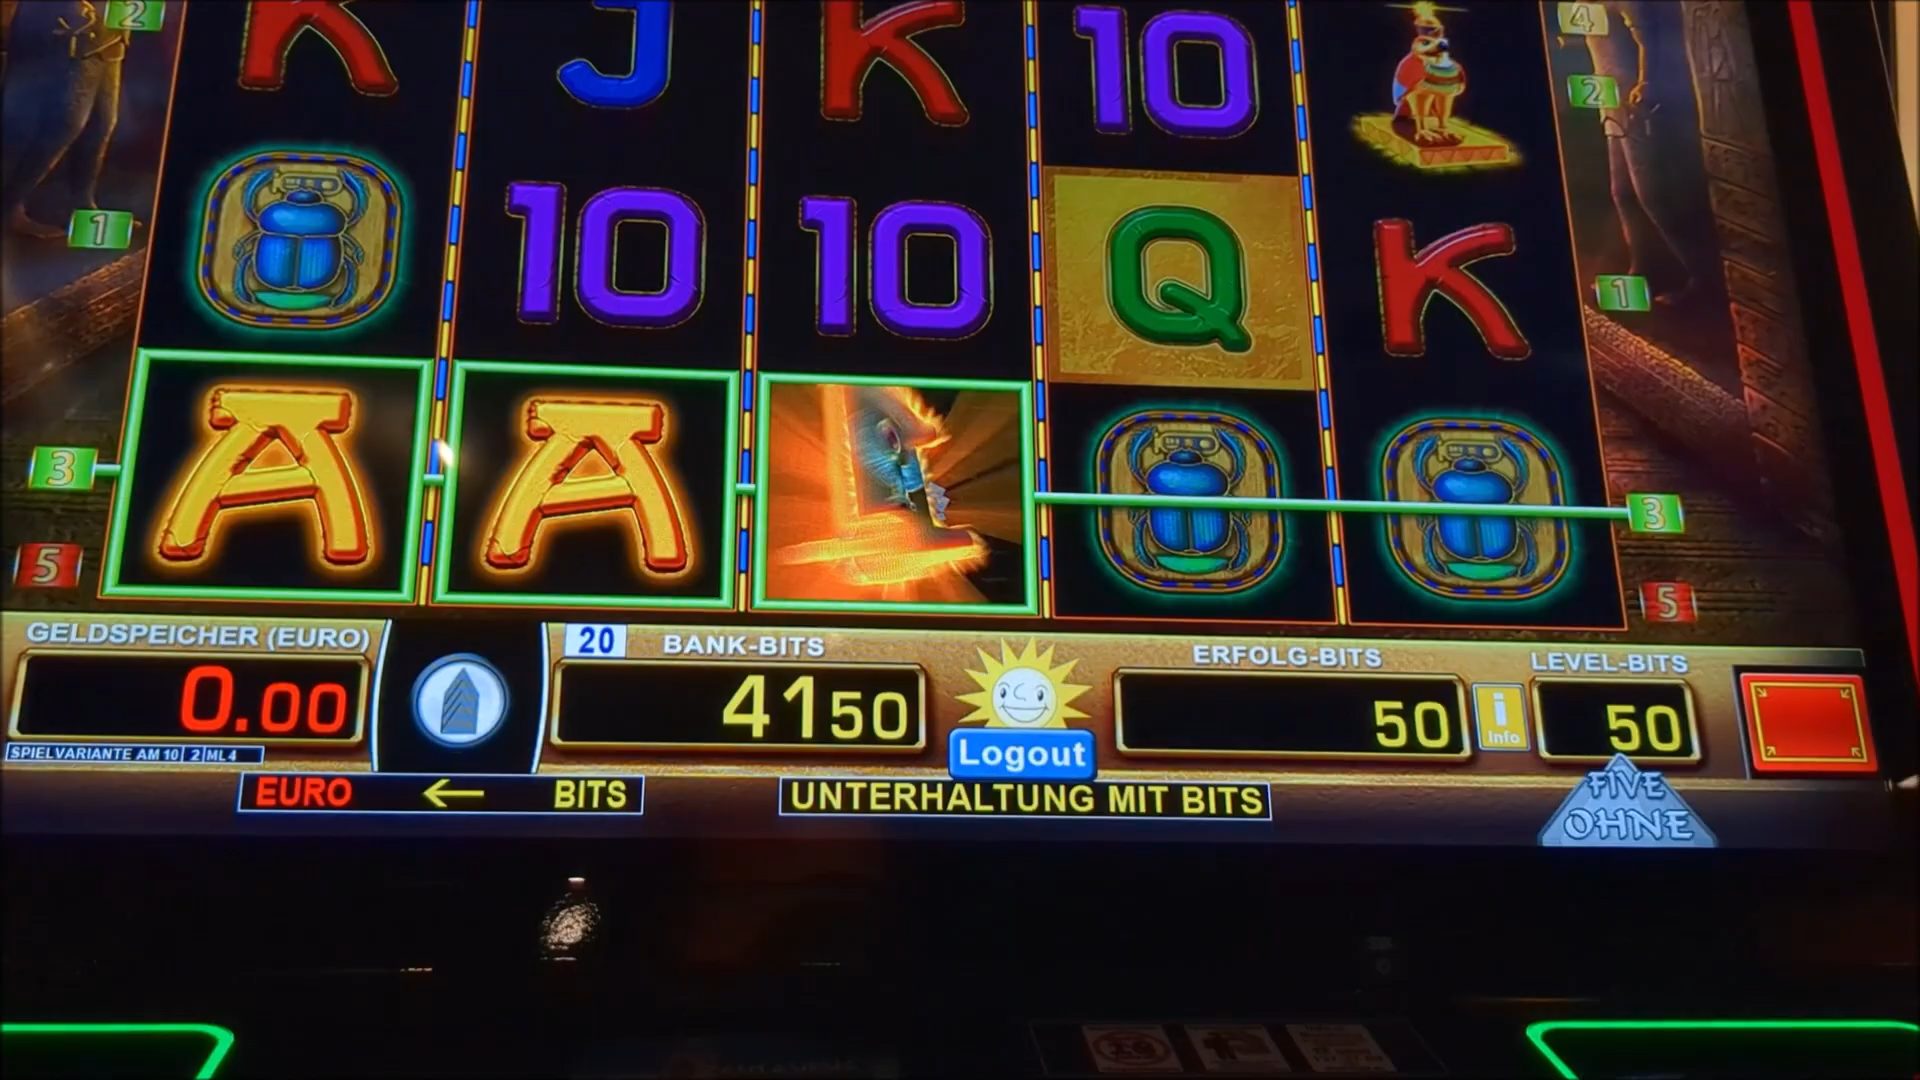 2
K
J
K
10
4
2
1
10
10
Q
K
1
3
A
A
3
5
5
GELDSPEICHER (EURO)
20
BANK-BITS
ERFOLG-BITS
LEVEL-BITS
0.00
4150
50
i
Info
50
Logout
SPIELVARIANTE AM 10 2 ML4
EURO ← BITS
UNTERHALTUNG MIT BITS
FIVE
OHNE